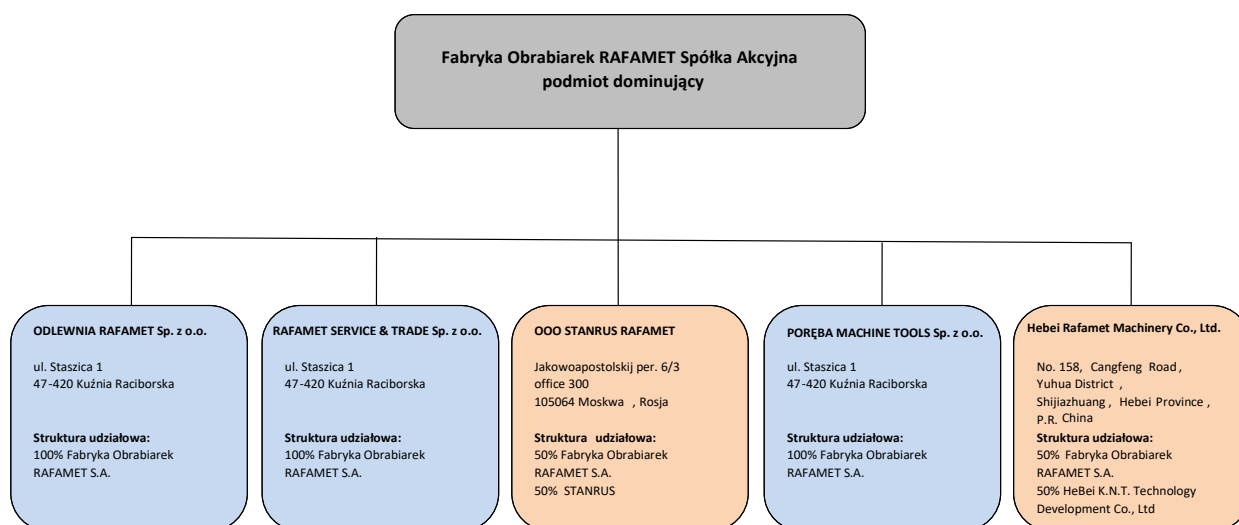 Fabryka Obrabiarek RAFAMET Spółka Akcyjna
podmiot dominujący
ODLEWNIA RAFAMET Sp. z o.o.
ul. Staszica 1
47-420 Kuźnia Raciborska
Struktura udziałowa:
100% Fabryka Obrabiarek
RAFAMET S.A.
RAFAMET SERVICE & TRADE Sp. z o.o.
ul. Staszica 1
47-420 Kuźnia Raciborska
Struktura udziałowa:
100% Fabryka Obrabiarek
RAFAMET S.A.
OOO STANRUS RAFAMET
Jakowoapostolskij per. 6/3
office 300
105064 Moskwa , Rosja
Struktura udziałowa:
50% Fabryka Obrabiarek
RAFAMET S.A.
50% STANRUS
PORĘBA MACHINE TOOLS Sp. z o.o.
ul. Staszica 1
47-420 Kuźnia Raciborska
Struktura udziałowa:
100% Fabryka Obrabiarek
RAFAMET S.A.
Hebei Rafamet Machinery Co., Ltd.
No. 158, Cangfeng Road ,
Yuhua District ,
Shijiazhuang , Hebei Province ,
P.R. China
Struktura udziałowa:
50% Fabryka Obrabiarek
RAFAMET S.A.
50% HeBei K.N.T. Technology
Development Co., Ltd